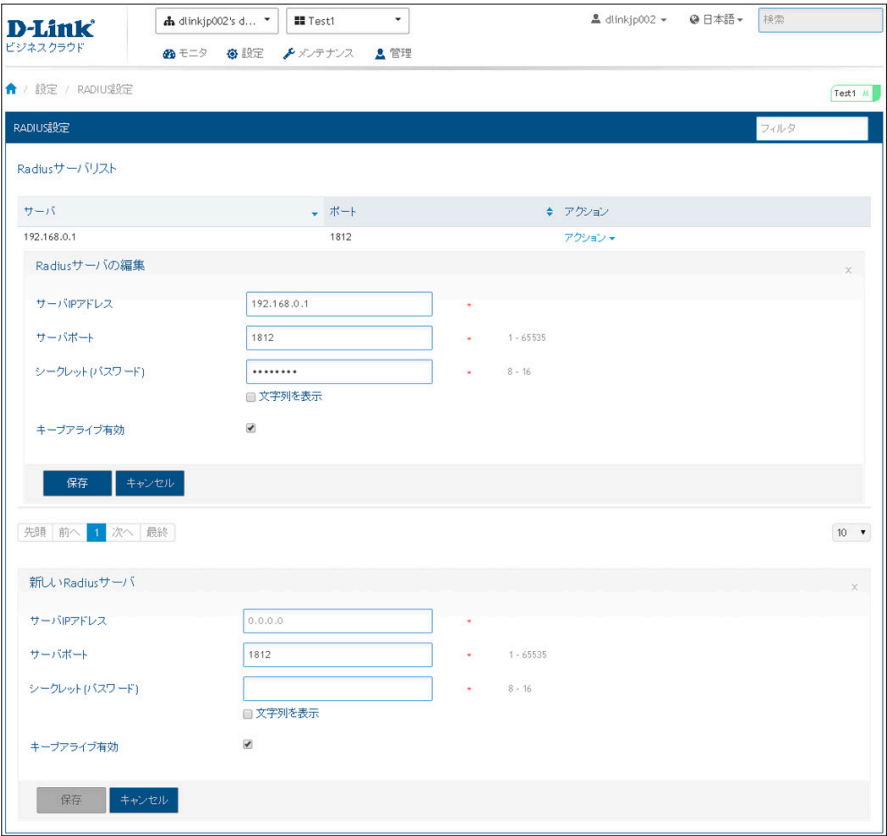 D-Link
ビジネスクラウド
dlinkjp002's d...
Test1
dlinkjp002
日本語
検索
モニタ 設定 メンテナンス 管理
/ 設定 / RADIUS設定
Test1
RADIUS設定
フィルタ
Radiusサーバリスト
サーバ ポート アクション
192.168.0.1 1812 アクション
Radiusサーバの編集 x
サーバIPアドレス 192.168.0.1 *
サーバポート 1812 * 1 - 65535
シークレット(パスワード) •••••••• * 8 - 16
文字列を表示
キープアライブ有効
保存 キャンセル
先頭 前へ 1 次へ 最終 10
新しいRadiusサーバ x
サーバIPアドレス 0.0.0.0 *
サーバポート 1812 * 1 - 65535
シークレット(パスワード) * 8 - 16
文字列を表示
キープアライブ有効
保存 キャンセル